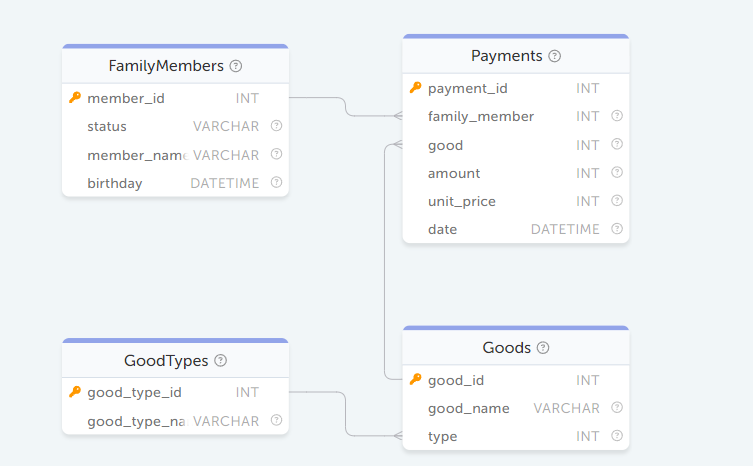 FamilyMembers
member_id INT
status VARCHAR
member_name VARCHAR
birthday DATETIME
Payments
payment_id INT
family_member INT
good INT
amount INT
unit_price INT
date DATETIME
GoodTypes
good_type_id INT
good_type_na VARCHAR
Goods
good_id INT
good_name VARCHAR
type INT